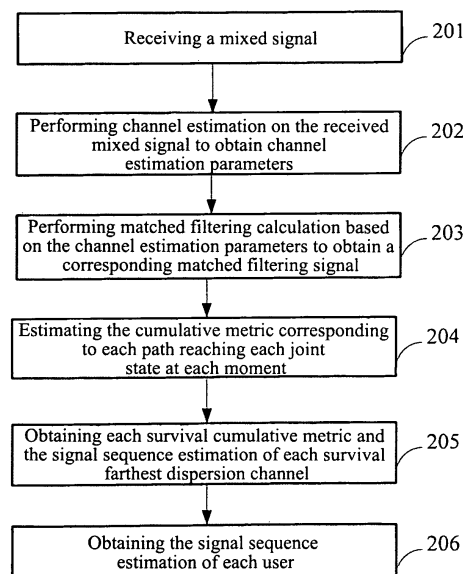 Receiving a mixed signal
201
Performing channel estimation on the received
mixed signal to obtain channel
estimation parameters
202
Performing matched filtering calculation based
on the channel estimation parameters to obtain a
corresponding matched filtering signal
203
Estimating the cumulative metric corresponding
to each path reaching each joint
state at each moment
204
Obtaining each survival cumulative metric and
the signal sequence estimation of each survival
farthest dispersion channel
205
Obtaining the signal sequence
estimation of each user
206